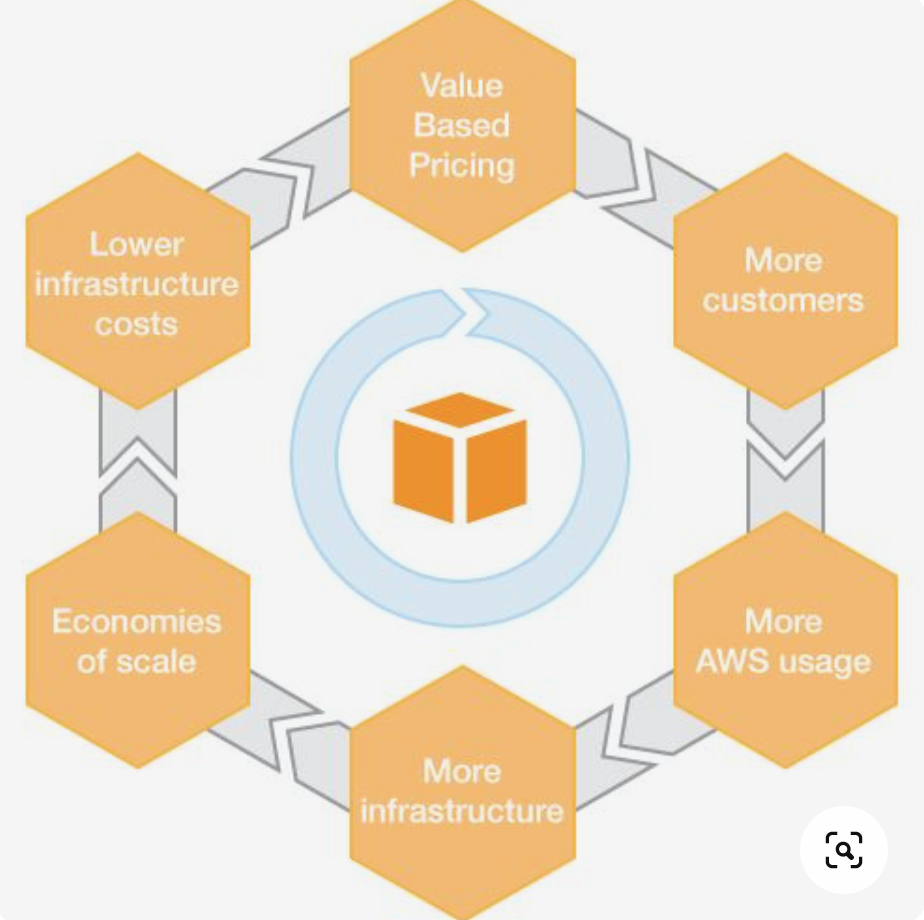 Value
Based
Pricing
More
customers
More
AWS usage
More
infrastructure
Economies
of scale
Lower
infrastructure
costs